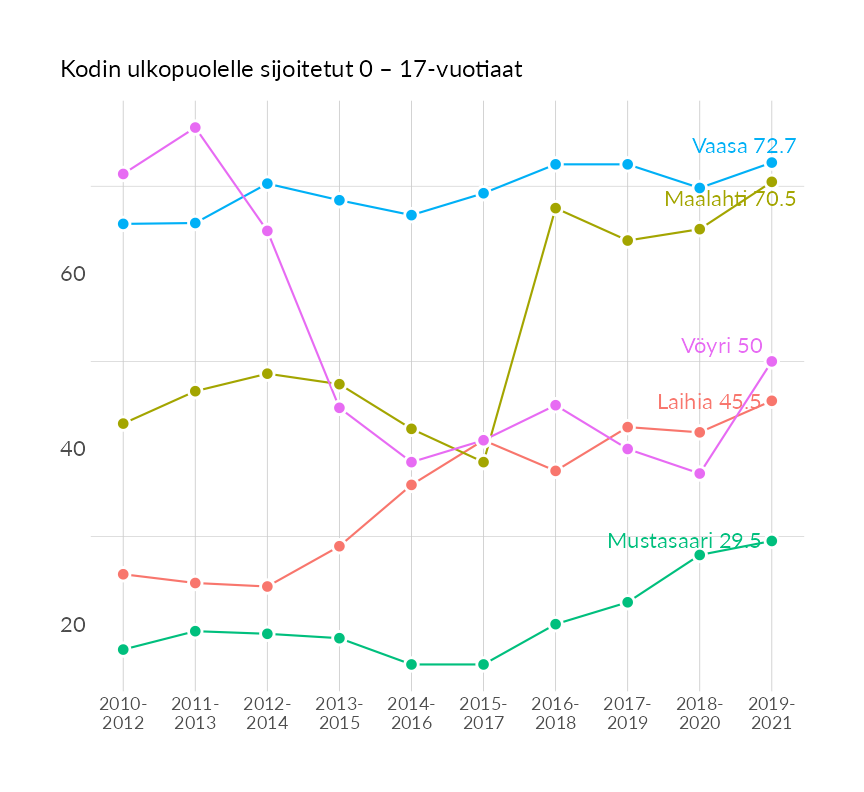 Kodin ulkopuolelle sijoitetut 0 – 17-vuotiaat
Vaasa 72.7
Maalahti 70.5
60
Vöyri 50
Laihia 45.5
40
Mustasaari 29.5
20
2010- 2011- 2012- 2013- 2014- 2015- 2016- 2017- 2018- 2019-
2012 2013 2014 2015 2016 2017 2018 2019 2020 2021